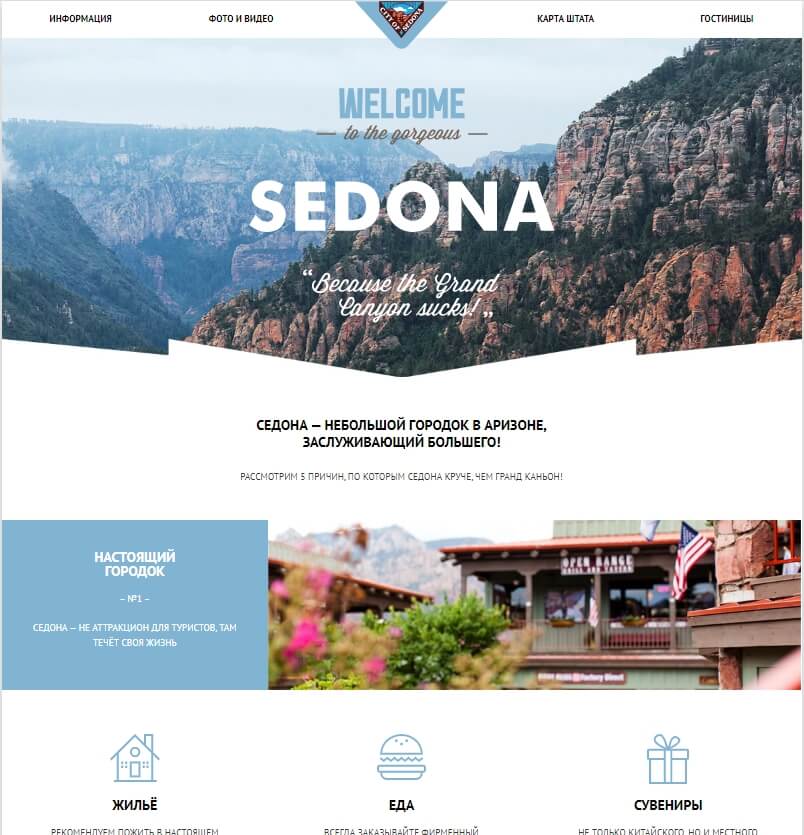 ИНФОРМАЦИЯ
ФОТО И ВИДЕО
CITY OF SEDONA
КАРТА ШТАТА
ГОСТИНИЦЫ
WELCOME
— to the gorgeous —
SEDONA
“Because the Grand
Canyon sucks!„
СЕДОНА — НЕБОЛЬШОЙ ГОРОДОК В АРИЗОНЕ,
ЗАСЛУЖИВАЮЩИЙ БОЛЬШЕГО!
РАССМОТРИМ 5 ПРИЧИН, ПО КОТОРЫМ СЕДОНА КРУЧЕ, ЧЕМ ГРАНД КАНЬОН!
НАСТОЯЩИЙ
ГОРОДОК
– №1 –
СЕДОНА — НЕ АТТРАКЦИОН ДЛЯ ТУРИСТОВ, ТАМ
ТЕЧЁТ СВОЯ ЖИЗНЬ
OPEN RANGE
GRILL AND TAVERN
Factory Direct
ЖИЛЬЁ
ЕДА
СУВЕНИРЫ
РЕКОМЕНДУЕМ ПОЖИТЬ В НАСТОЯЩЕМ
ВСЕГДА ЗАКАЗЫВАЙТЕ ФИРМЕННЫЙ
НЕ ТОЛЬКО КИТАЙСКОГО, НО И МЕСТНОГО